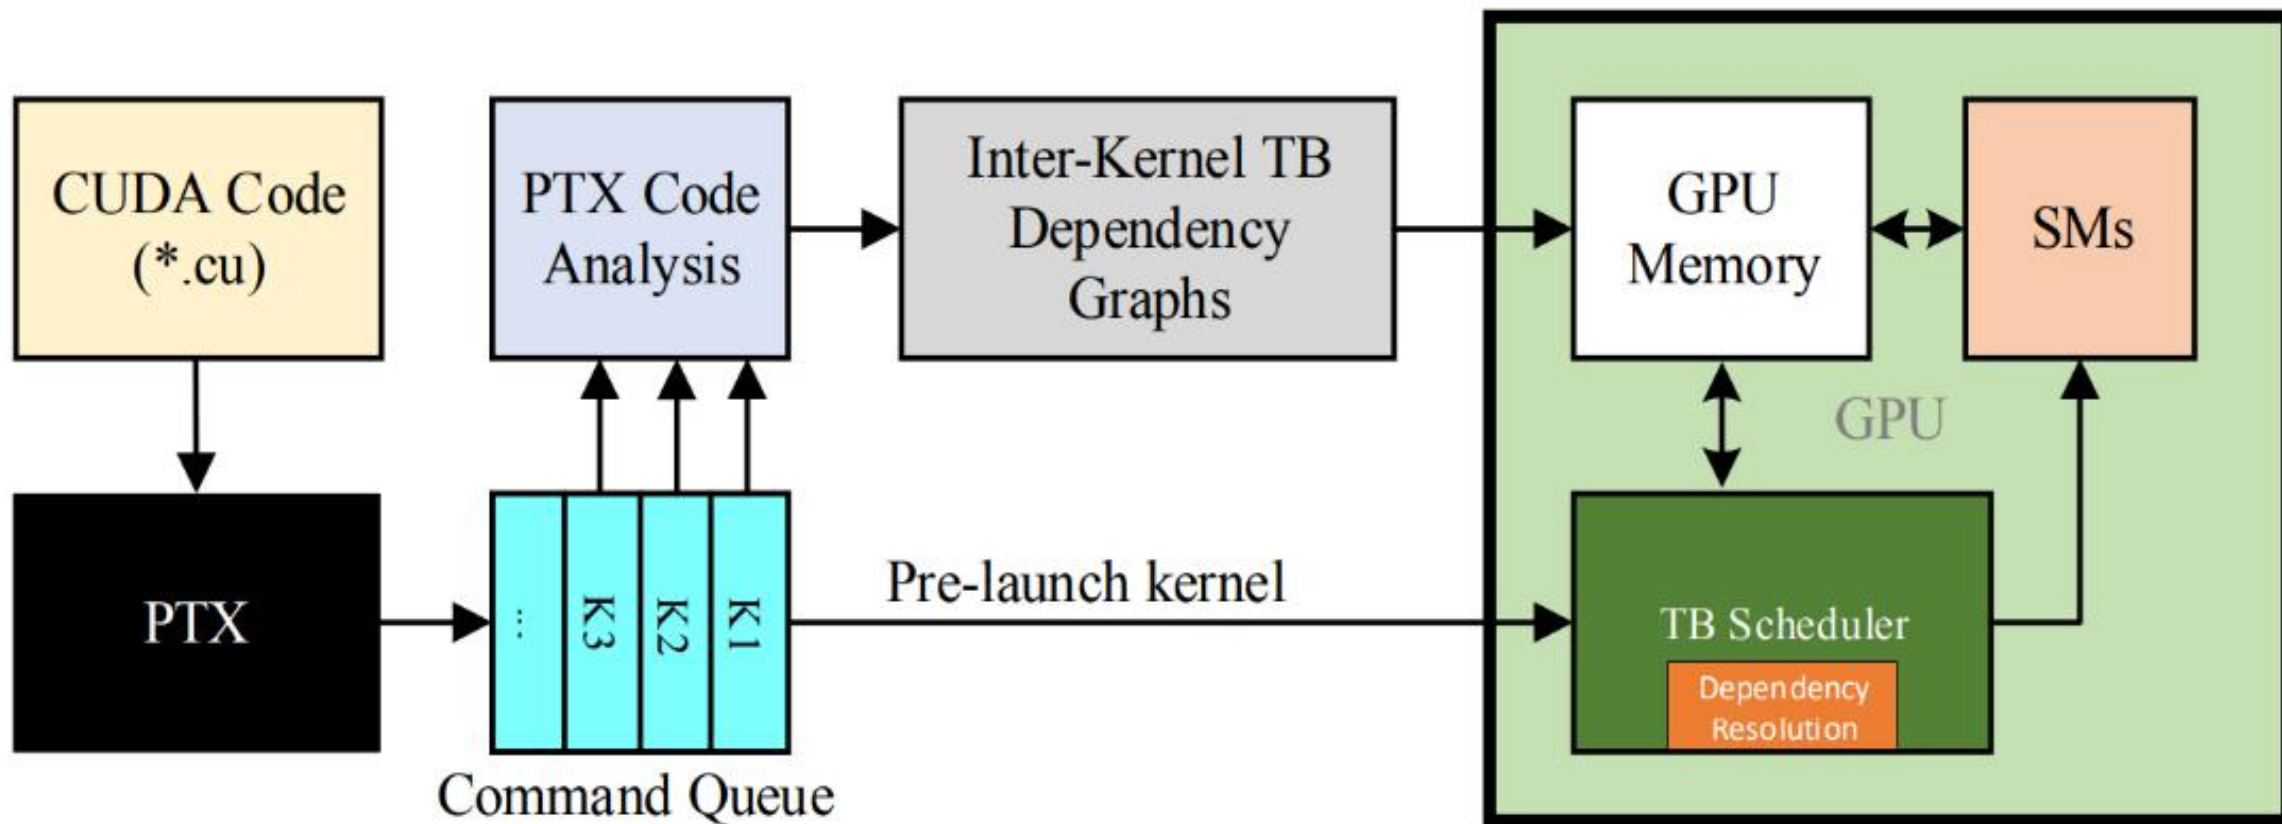 CUDA Code
(*.cu)
PTX Code
Analysis
Inter-Kernel TB
Dependency
Graphs
GPU
Memory
SMs
GPU
PTX
...
K3
K2
K1
Command Queue
Pre-launch kernel
TB Scheduler
Dependency
Resolution